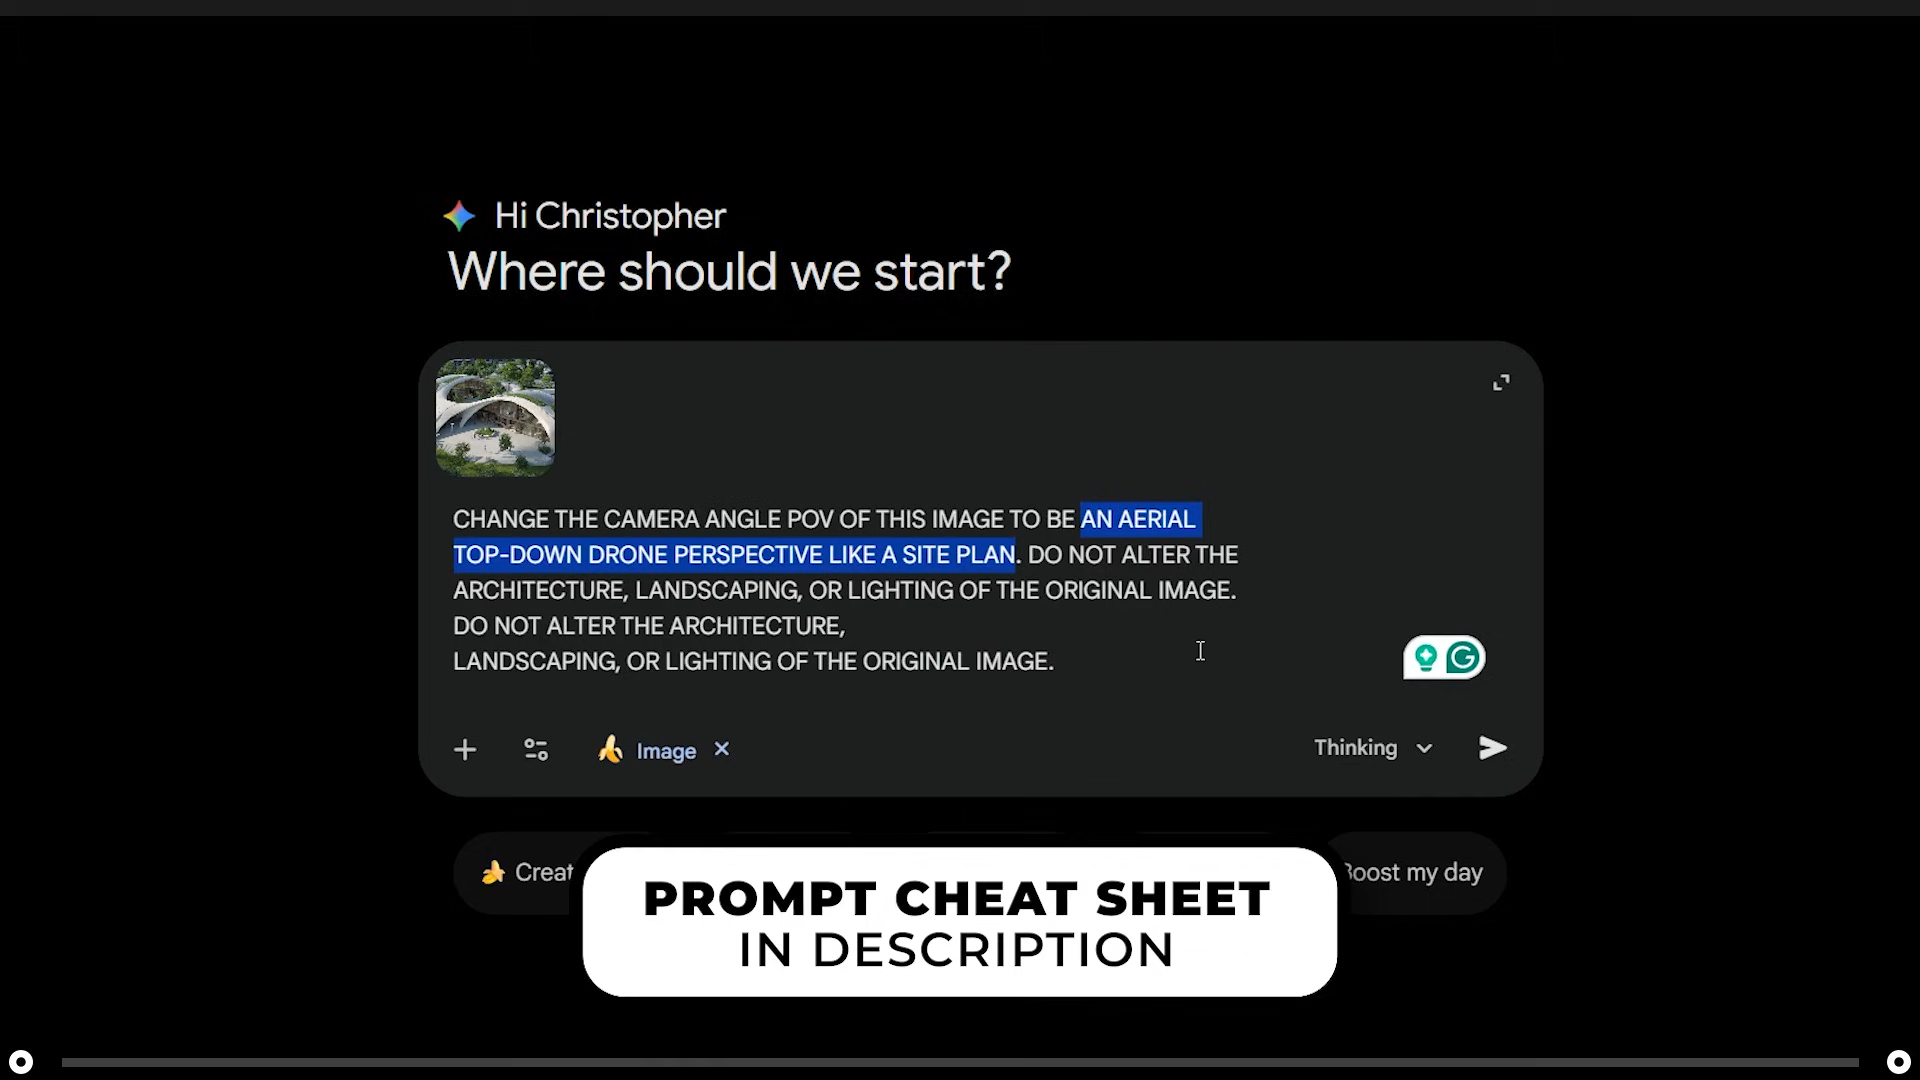 Hi Christopher
Where should we start?
CHANGE THE CAMERA ANGLE POV OF THIS IMAGE TO BE AN AERIAL
TOP-DOWN DRONE PERSPECTIVE LIKE A SITE PLAN. DO NOT ALTER THE
ARCHITECTURE, LANDSCAPING, OR LIGHTING OF THE ORIGINAL IMAGE.
DO NOT ALTER THE ARCHITECTURE,
LANDSCAPING, OR LIGHTING OF THE ORIGINAL IMAGE.
Image
Thinking
Creat
Boost my day
PROMPT CHEAT SHEET
IN DESCRIPTION